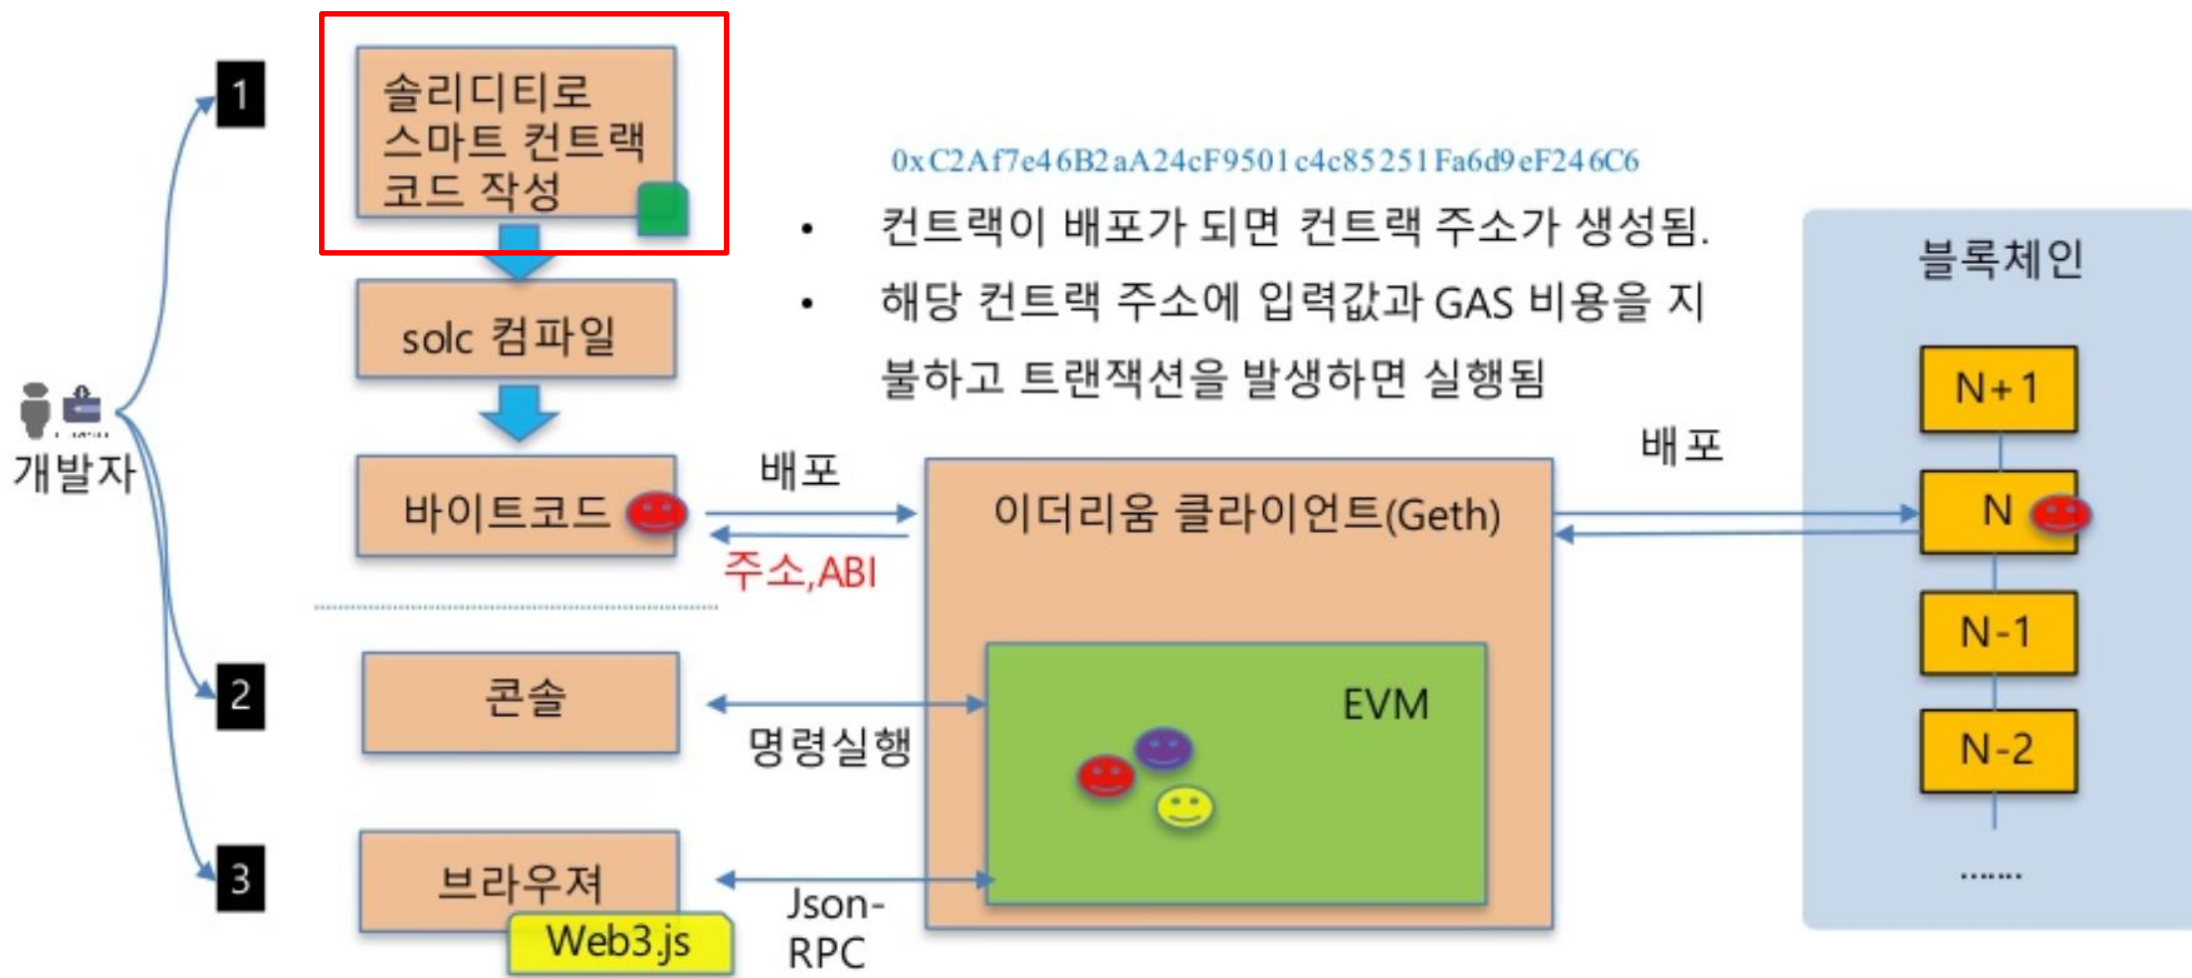 1
솔리디티로
스마트 컨트랙
코드 작성
solc 컴파일
바이트코드
0xC2Af7e46B2aA24cF9501c4c85251Fa6d9eF246C6
• 컨트랙이 배포가 되면 컨트랙 주소가 생성됨.
• 해당 컨트랙 주소에 입력값과 GAS 비용을 지
불하고 트랜잭션을 발생하면 실행됨
개발자
배포
주소,ABI
이더리움 클라이언트(Geth)
EVM
배포
블록체인
N+1
N
N-1
N-2
.......
2
콘솔
명령실행
3
브라우져
Web3.js
Json-
RPC